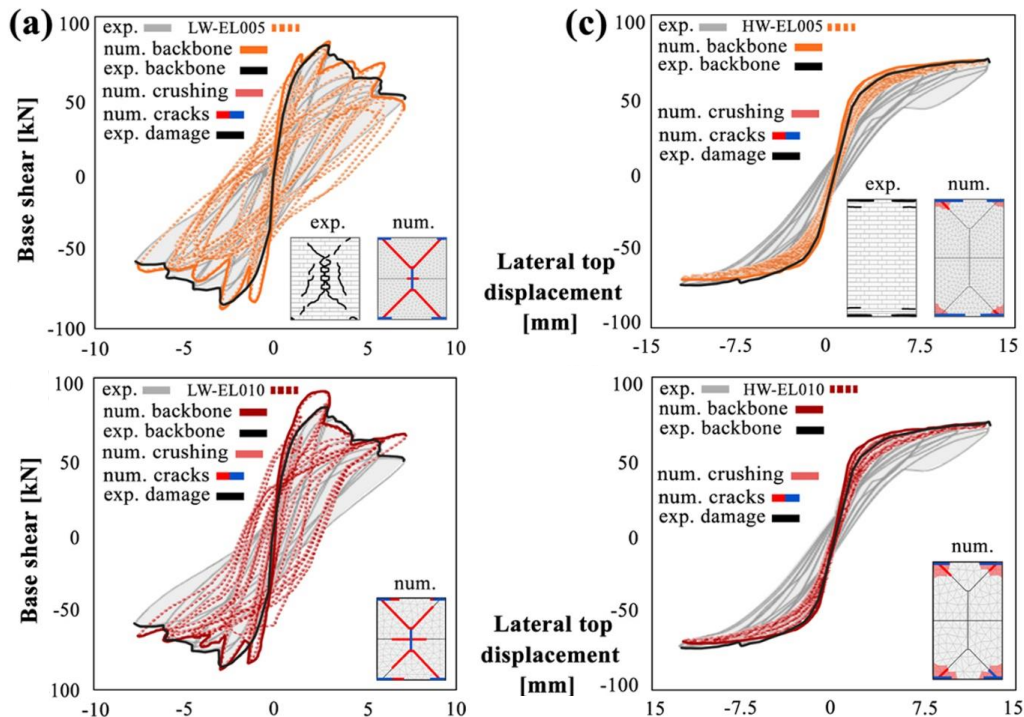 (a)
100
50
0
-50
-100
Base shear [kN]
exp. LW-EL005
num. backbone
exp. backbone
num. crushing
num. cracks
exp. damage
exp. num.
-10 -5 0 5 10
(c)
100
50
0
-50
-100
Lateral top
displacement
[mm]
exp. HW-EL005
num. backbone
exp. backbone
num. crushing
num. cracks
exp. damage
exp. num.
-15 -7.5 0 7.5 15
100
50
0
-50
100
Base shear [kN]
exp. LW-EL010
num. backbone
exp. backbone
num. crushing
num. cracks
exp. damage
num.
-10 -5 0 5 10
100
50
0
-50
-100
Lateral top
displacement
[mm]
exp. HW-EL010
num. backbone
exp. backbone
num. crushing
num. cracks
exp. damage
num.
15 -7.5 0 7.5 15